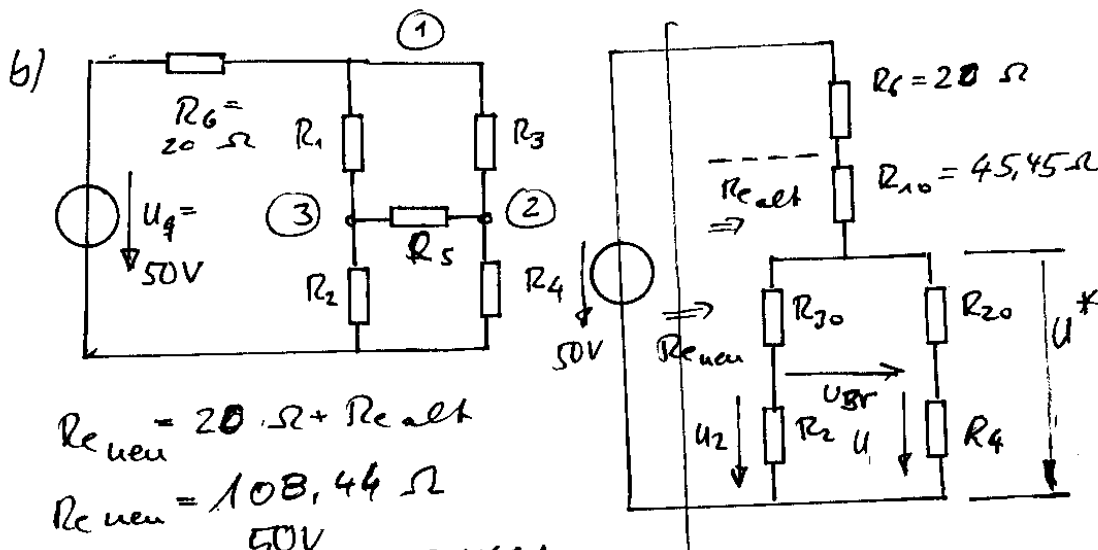 b)
1
R6 =
20 Ω
R1
R3
3
2
R5
Uq =
50V
R2
R4
R6 = 20 Ω
Re alt
⇒
R10 = 45,45 Ω
50V
⇒
Re neu
R30
R20
U*
UBr
U2
R2
U
R4
Re neu = 20 Ω + Re alt
Re neu = 108,44 Ω
50V